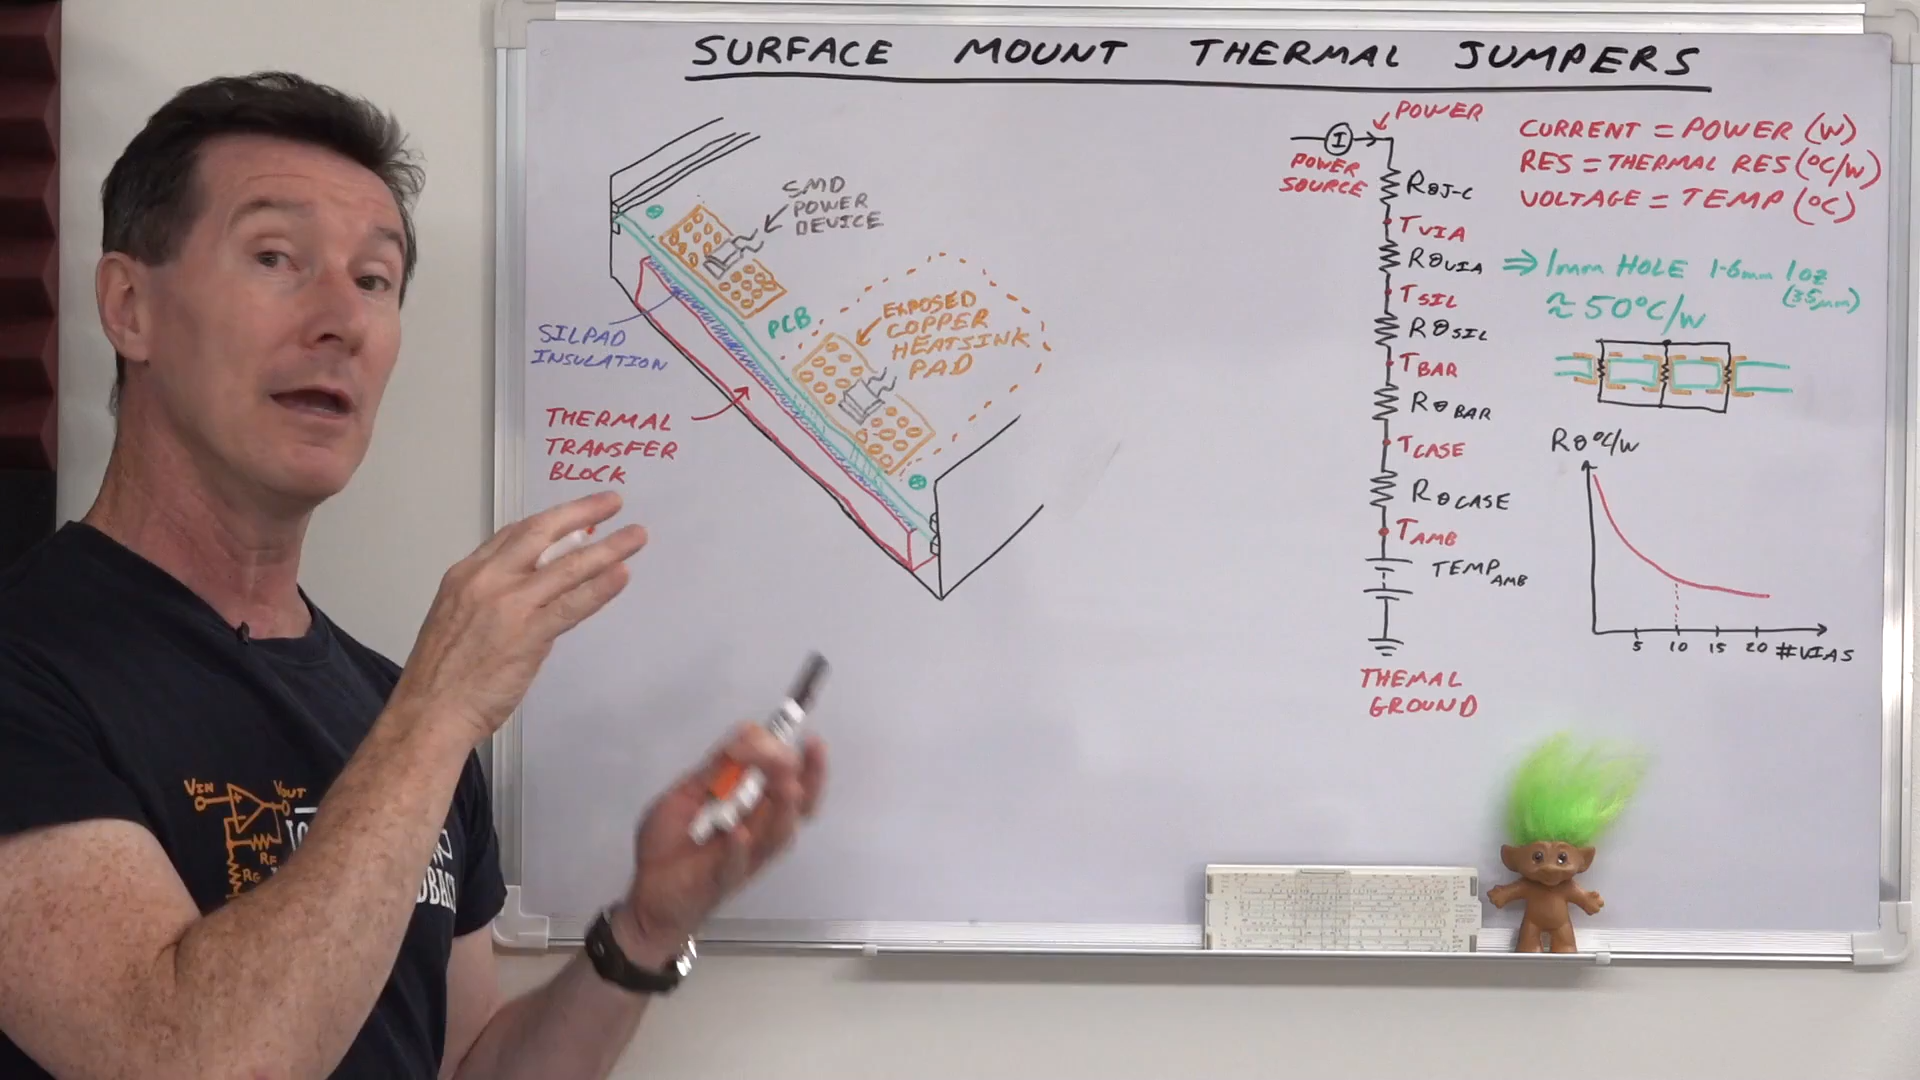 SURFACE MOUNT THERMAL JUMPERS
SMD
POWER
DEVICE
PCB
EXPOSED
COPPER
HEATSINK
PAD
SILPAD
INSULATION
THERMAL
TRANSFER
BLOCK
POWER
I
POWER
SOURCE
RθJ-C
TVIA
RθVIA
TSIL
RθSIL
TBAR
RθBAR
TCASE
RθCASE
TAMB
TEMPAMB
THEMAL
GROUND
CURRENT = POWER (W)
RES = THERMAL RES (°C/W)
VOLTAGE = TEMP (°C)
⇒ 1mm HOLE 1.6mm 1oz
(35mm)
≈ 50°C/W
Rθ °C/W
5 10 15 20 #VIAS
VIN VOUT
RF
RG